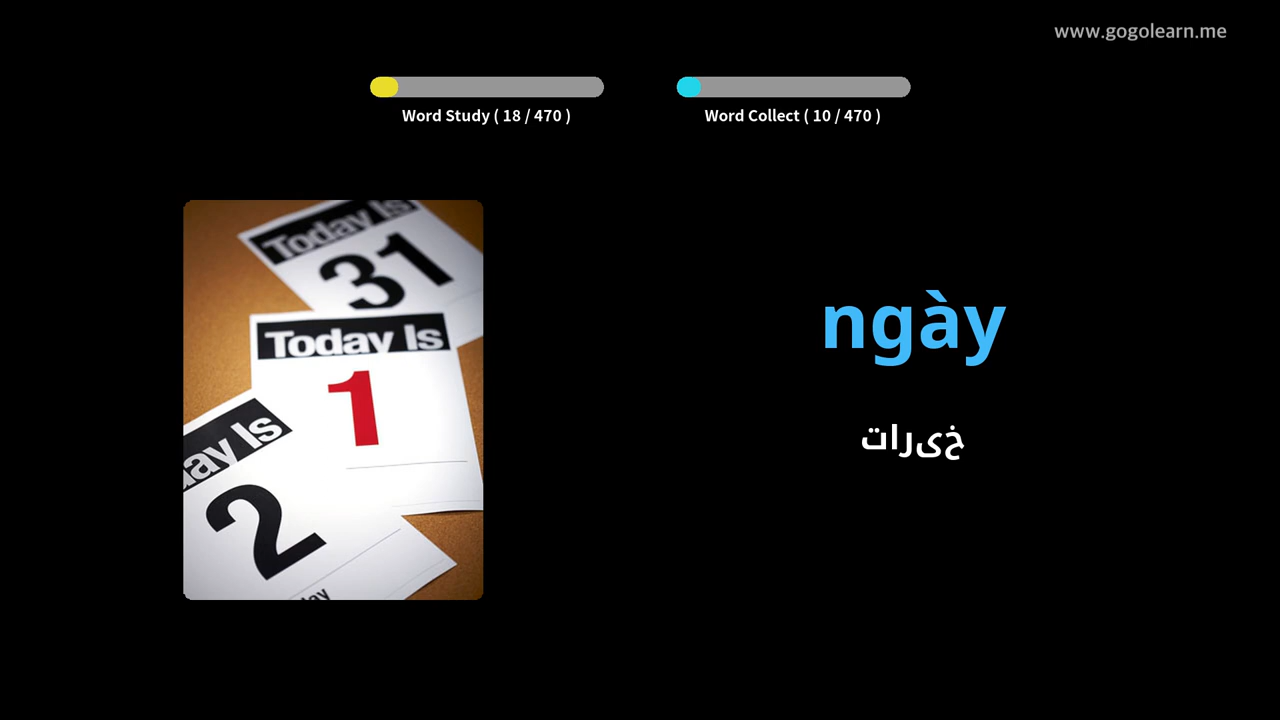 www.gogolearn.me
Word Study ( 18 / 470 )
Word Collect ( 10 / 470 )
Today Is
31
Today Is
1
ay Is
2
ngày
خیرات